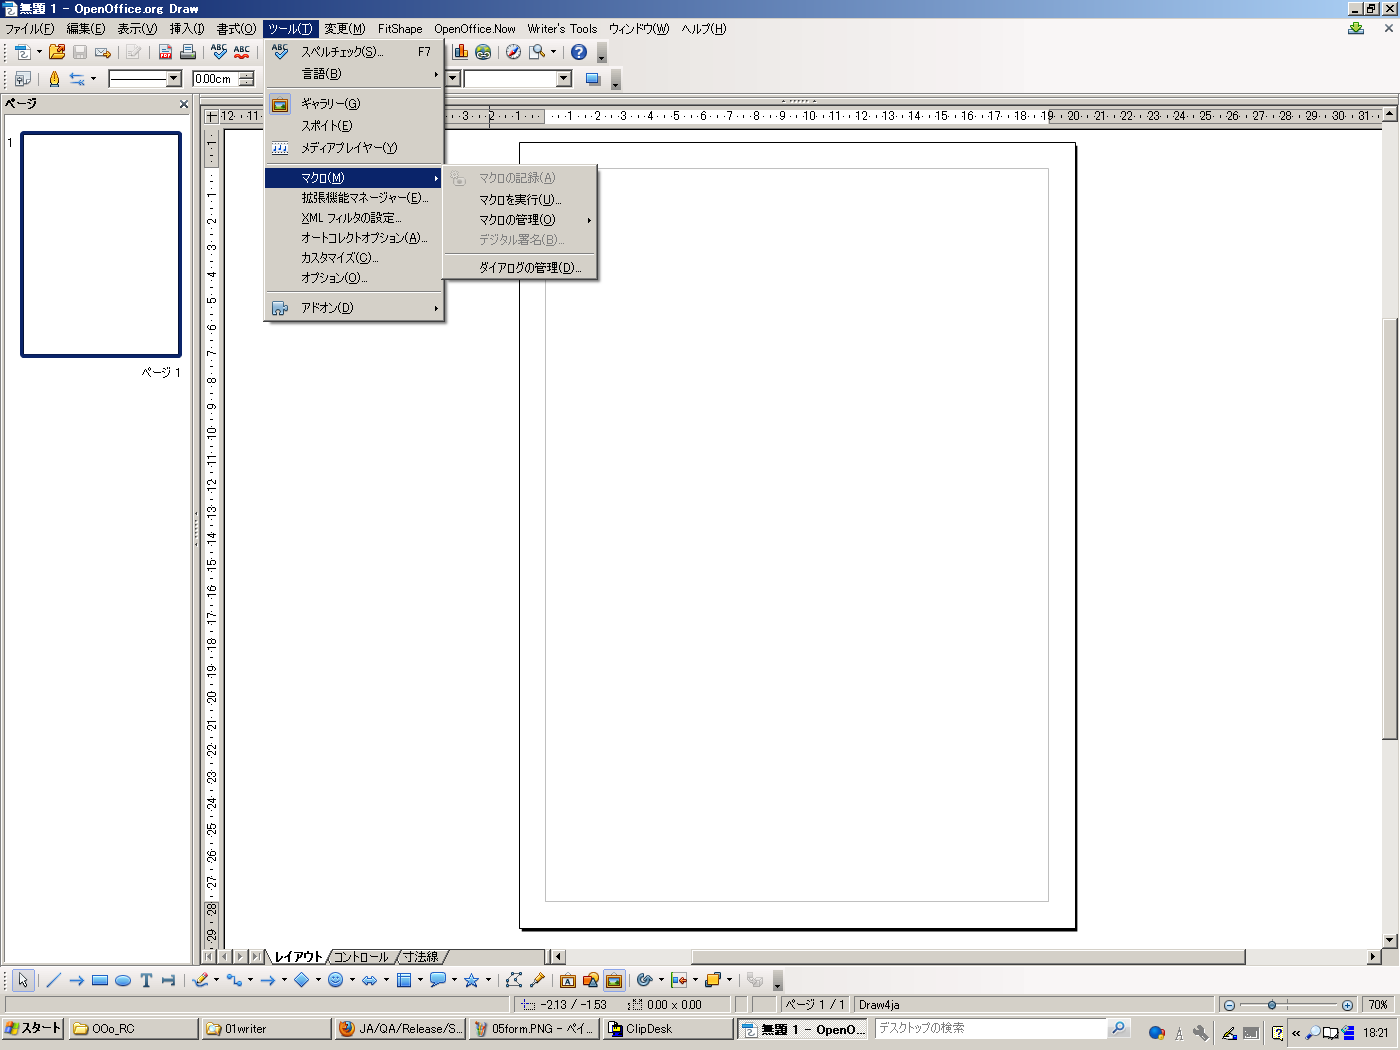 無題 1 - OpenOffice.org Draw
ファイル(F) 編集(E) 表示(V) 挿入(I) 書式(O) ツール(T) 変更(M) FitShape OpenOffice.Now Writer's Tools ウィンドウ(W) ヘルプ(H)
0.00cm
スペルチェック(S)... F7
言語(B)
ギャラリー(G)
スポイト(E)
メディアプレイヤー(Y)
マクロ(M)
拡張機能マネージャー(E)...
XML フィルタの設定...
オートコレクトオプション(A)...
カスタマイズ(C)...
オプション(O)...
アドオン(D)
マクロの記録(A)
マクロを実行(U)...
マクロの管理(O)
デジタル署名(B)...
ダイアログの管理(D)...
ページ
1
ページ 1
12 11 3 2 1 1 2 3 4 5 6 7 8 9 10 11 12 13 14 15 16 17 18 19 20 21 22 23 24 25 26 27 28 29 30 31
1 1 2 3 4 5 6 7 8 9 10 11 12 13 14 15 16 17 18 19 20 21 22 23 24 25 26 27 28 29
レイアウト コントロール 寸法線
-2.13 / -1.53 0.00 x 0.00 ページ 1 / 1 Draw4ja 70%
スタート OOo_RC 01writer JA/QA/Release/S... 05form.PNG - ペイ... ClipDesk 無題 1 - OpenO... デスクトップの検索 A « 18:21